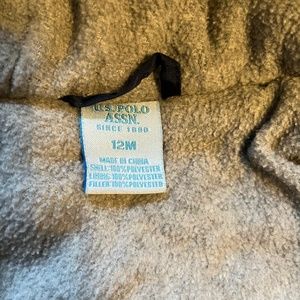 U.S. POLO
ASSN.
SINCE 1890
12M
MADE IN CHINA
SHELL:100%POLYESTER
LINING:100%POLYESTER
FILLER:100%POLYESTER